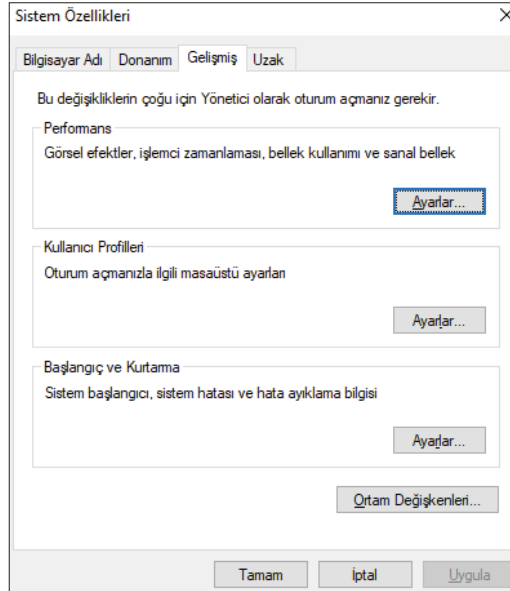 Sistem Özellikleri
Bilgisayar Adı Donanım Gelişmiş Uzak
Bu değişikliklerin çoğu için Yönetici olarak oturum açmanız gerekir.
Performans
Görsel efektler, işlemci zamanlaması, bellek kullanımı ve sanal bellek
Ayarlar...
Kullanıcı Profilleri
Oturum açmanızla ilgili masaüstü ayarları
Ayarlar...
Başlangıç ve Kurtarma
Sistem başlangıcı, sistem hatası ve hata ayıklama bilgisi
Ayarlar...
Ortam Değişkenleri...
Tamam İptal Uygula